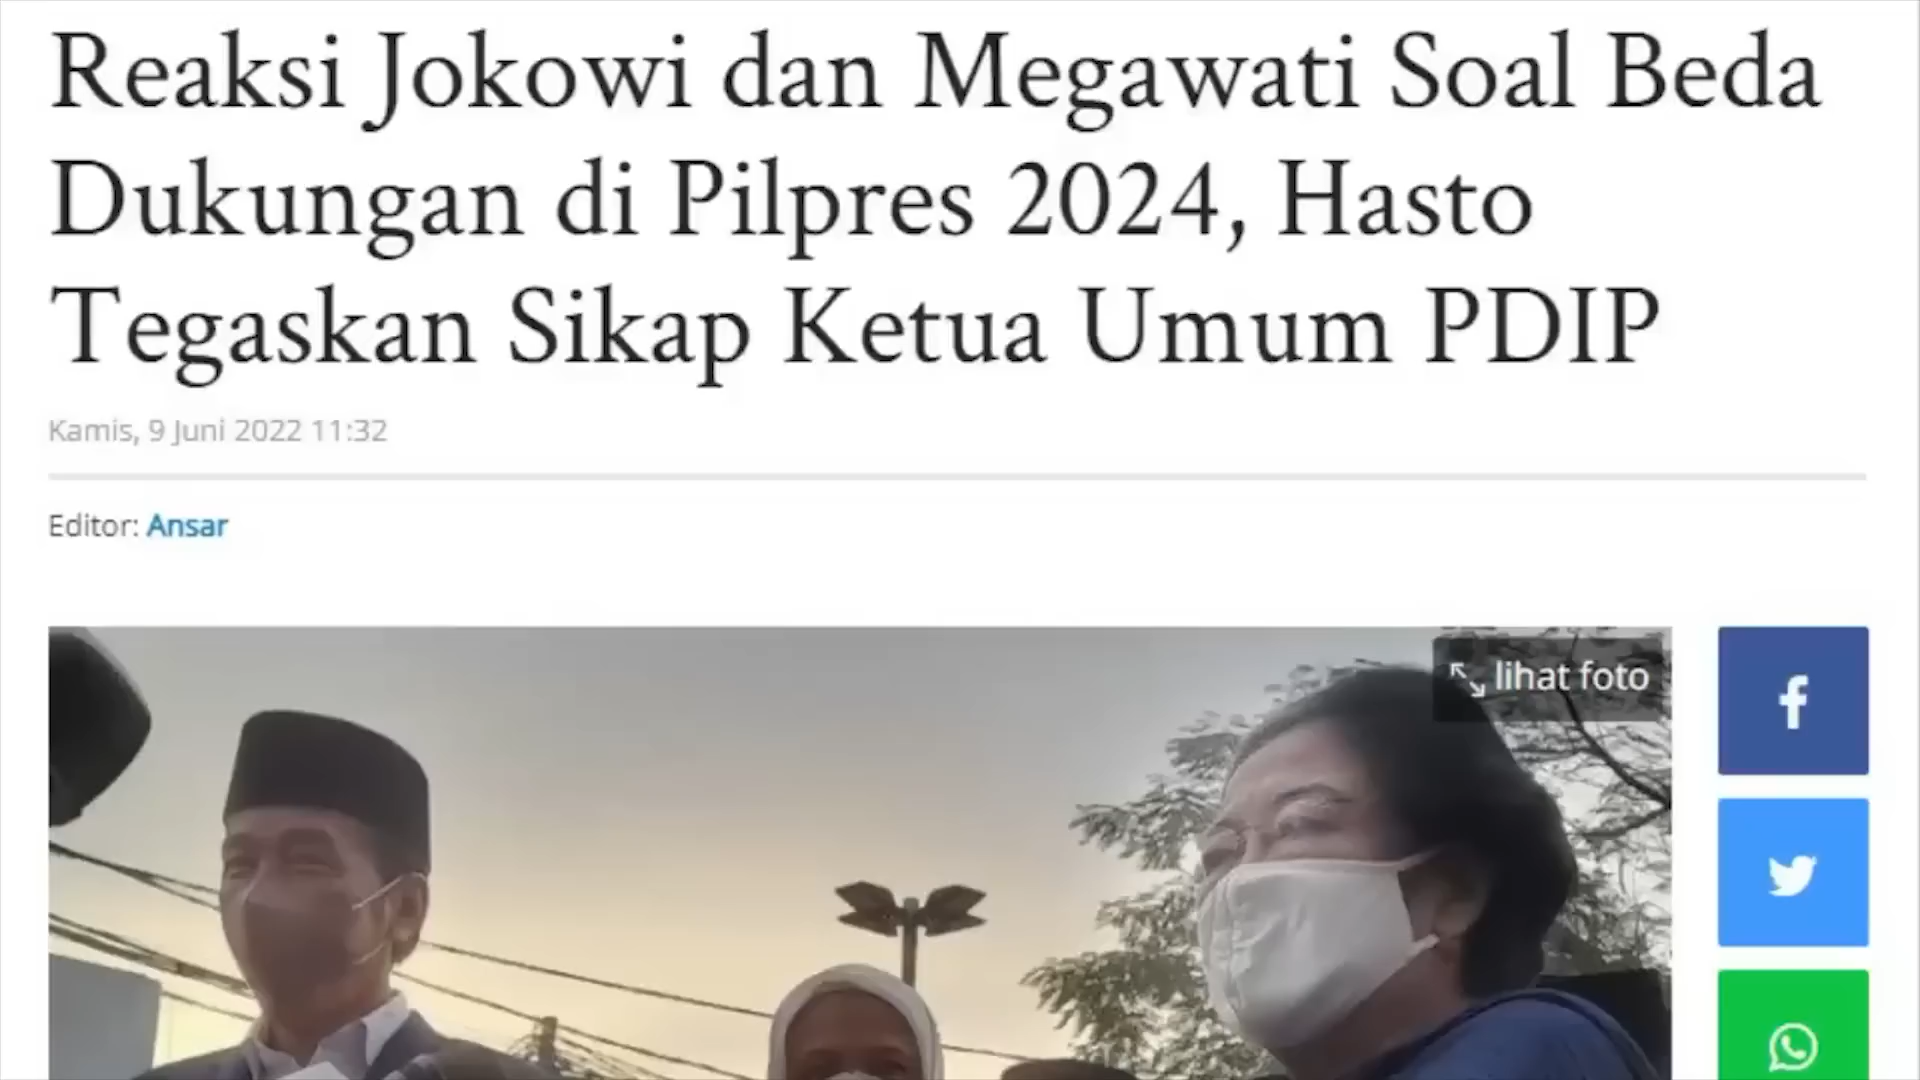 Reaksi Jokowi dan Megawati Soal Beda
Dukungan di Pilpres 2024, Hasto
Tegaskan Sikap Ketua Umum PDIP
Kamis, 9 Juni 2022 11:32
Editor: Ansar
lihat foto